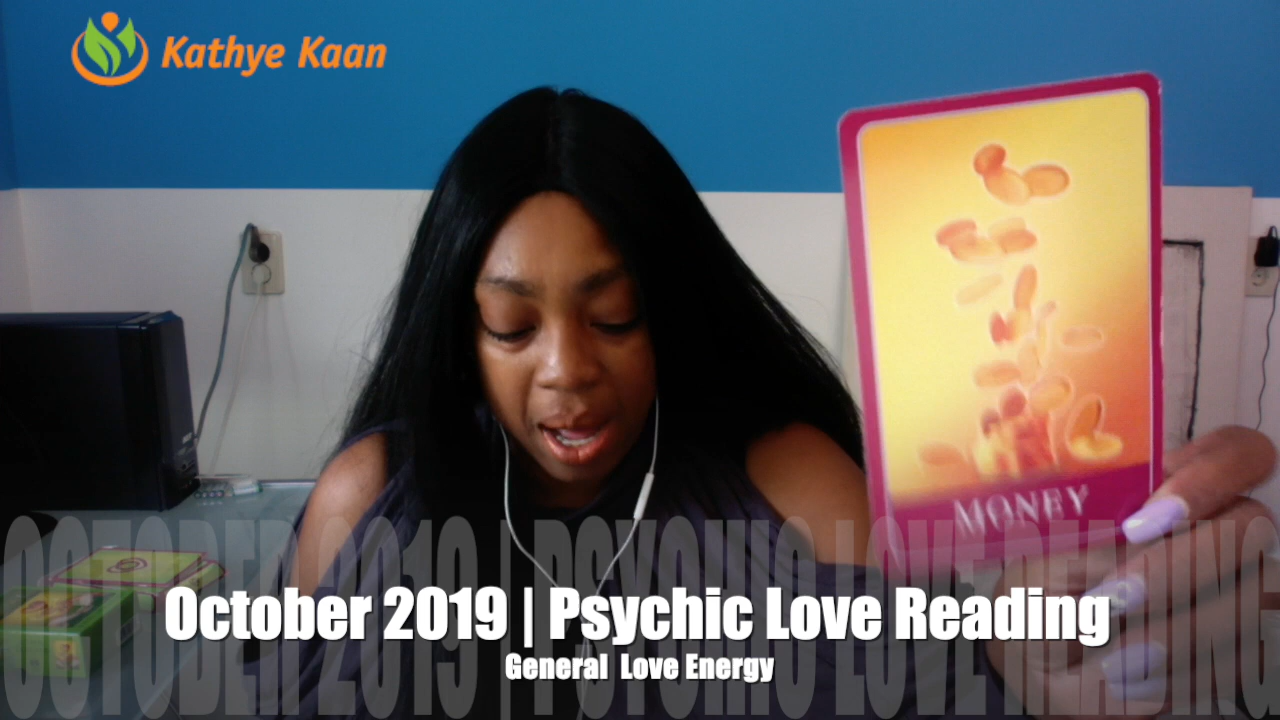 Kathye Kaan
MONEY
OCTOBER 2019 | PSYCHIC LOVE READING
October 2019 | Psychic Love Reading
General Love Energy